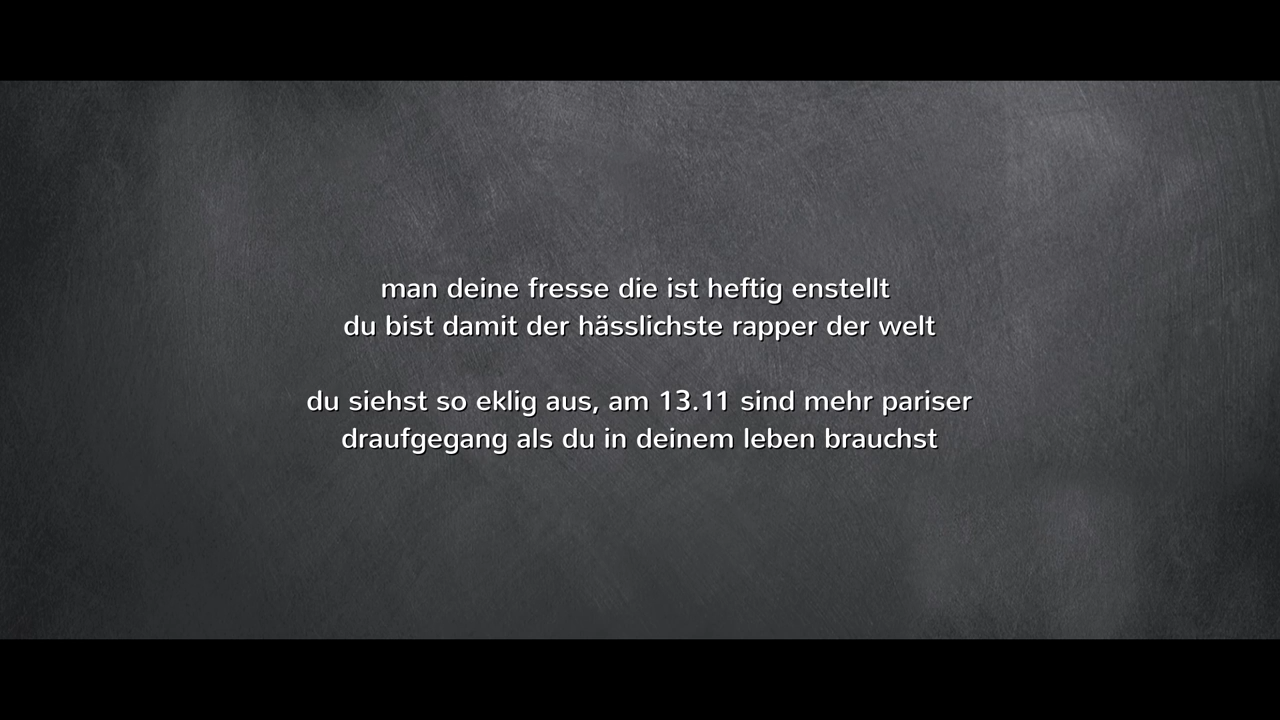 man deine fresse die ist heftig enstellt
du bist damit der hässlichste rapper der welt
du siehst so eklig aus, am 13.11 sind mehr pariser
draufgegang als du in deinem leben brauchst